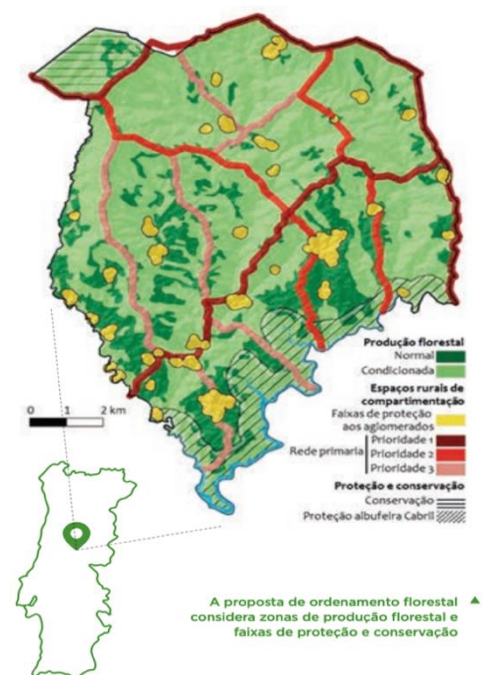 Produção florestal
Normal
Condicionada
Espaços rurais de
compartimentação
Faixas de proteção
aos aglomerados
Rede primaria
Prioridade 1
Prioridade 2
Prioridade 3
Proteção e conservação
Conservação
Proteção albufeira Cabril
0 1 2 km
A proposta de ordenamento florestal
considera zonas de produção florestal e
faixas de proteção e conservação